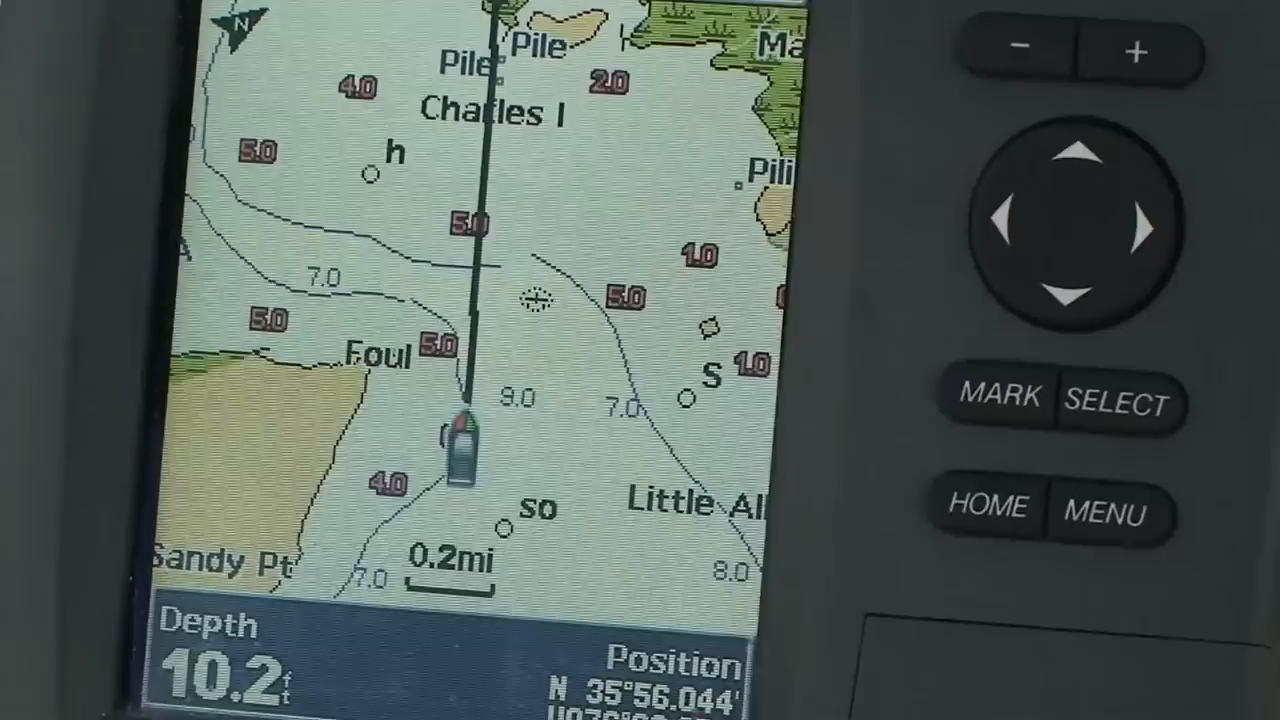 N
Pile
Ma
Pile
4.0
2.0
Charles I
5.0
h
Pili
5.0
1.0
7.0
5.0
5.0
Foul
5.0
S
1.0
9.0
7.0
4.0
so
Little Al
0.2mi
Sandy Pt
7.0
8.0
Depth
10.2 ft
Position
N 35°56.044'
- +
MARK SELECT
HOME MENU